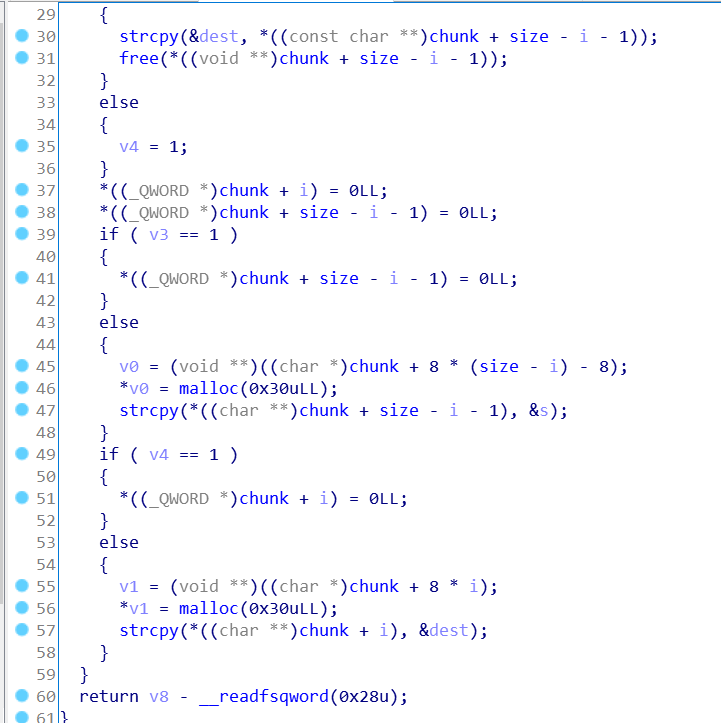 29 {
30 strcpy(&dest, *((const char **)chunk + size - i - 1));
31 free(*((void **)chunk + size - i - 1));
32 }
33 else
34 {
35 v4 = 1;
36 }
37 *((_QWORD *)chunk + i) = 0LL;
38 *((_QWORD *)chunk + size - i - 1) = 0LL;
39 if ( v3 == 1 )
40 {
41 *((_QWORD *)chunk + size - i - 1) = 0LL;
42 }
43 else
44 {
45 v0 = (void **)((char *)chunk + 8 * (size - i) - 8);
46 *v0 = malloc(0x30uLL);
47 strcpy(*((char **)chunk + size - i - 1), &s);
48 }
49 if ( v4 == 1 )
50 {
51 *((_QWORD *)chunk + i) = 0LL;
52 }
53 else
54 {
55 v1 = (void **)((char *)chunk + 8 * i);
56 *v1 = malloc(0x30uLL);
57 strcpy(*((char **)chunk + i), &dest);
58 }
59 }
60 return v8 - __readfsqword(0x28u);
61 }